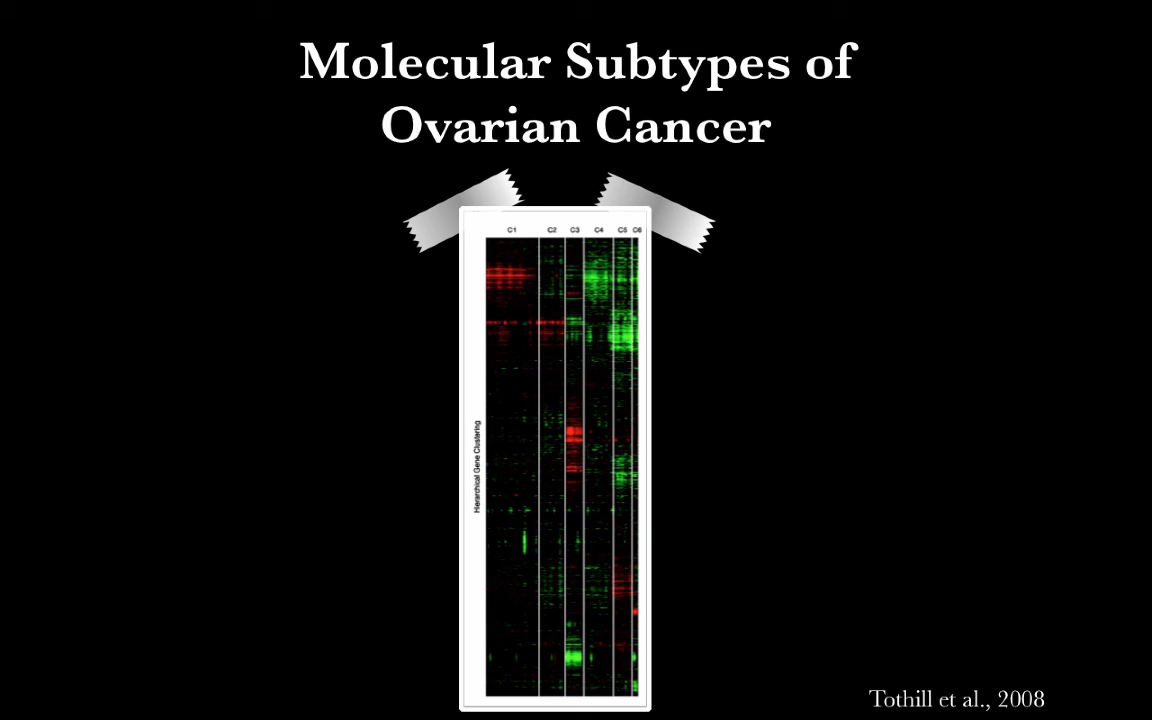 Molecular Subtypes of
Ovarian Cancer
C1 C2 C3 C4 C5 C6
Hierarchical Gene Clustering
Tothill et al., 2008